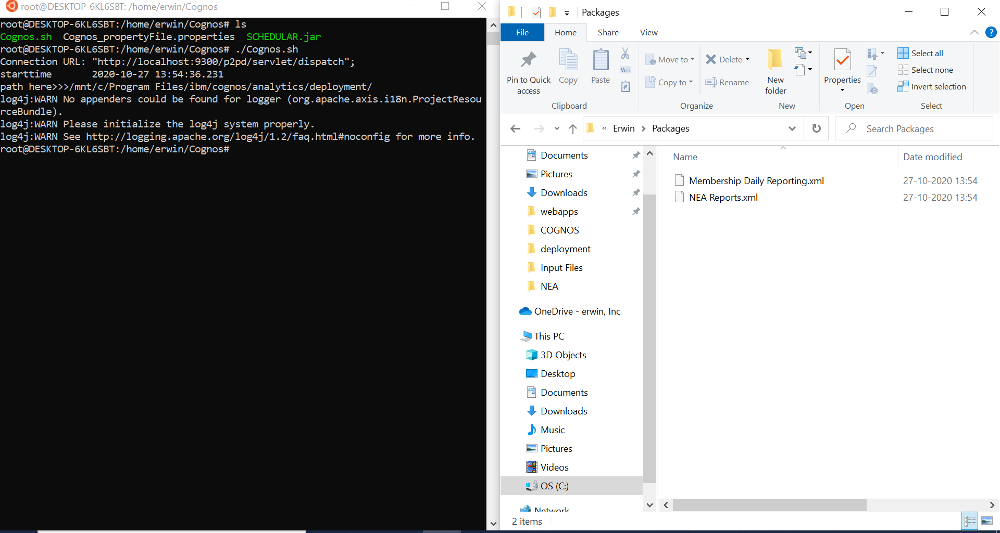 root@DESKTOP-6KL6SBT: /home/erwin/Cognos
root@DESKTOP-6KL6SBT:/home/erwin/Cognos# ls
Cognos.sh  Cognos_propertyFile.properties  SCHEDULAR.jar
root@DESKTOP-6KL6SBT:/home/erwin/Cognos# ./Cognos.sh
Connection URL: "http://localhost:9300/p2pd/servlet/dispatch";
starttime       2020-10-27 13:54:36.231
path here>>>/mnt/c/Program Files/ibm/cognos/analytics/deployment/
log4j:WARN No appenders could be found for logger (org.apache.axis.i18n.ProjectResou
rceBundle).
log4j:WARN Please initialize the log4j system properly.
log4j:WARN See http://logging.apache.org/log4j/1.2/faq.html#noconfig for more info.
root@DESKTOP-6KL6SBT:/home/erwin/Cognos#
Packages
File Home Share View
Pin to Quick access
Copy
Paste
Clipboard
Move to
Copy to
Delete
Rename
Organize
New folder
New
Properties
Open
Select all
Select none
Invert selection
Select
« Erwin > Packages
Search Packages
Documents
Pictures
Downloads
webapps
COGNOS
deployment
Input Files
NEA
OneDrive - erwin, Inc
This PC
3D Objects
Desktop
Documents
Downloads
Music
Pictures
Videos
OS (C:)
Network
Name Date modified
Membership Daily Reporting.xml 27-10-2020 13:54
NEA Reports.xml 27-10-2020 13:54
2 items